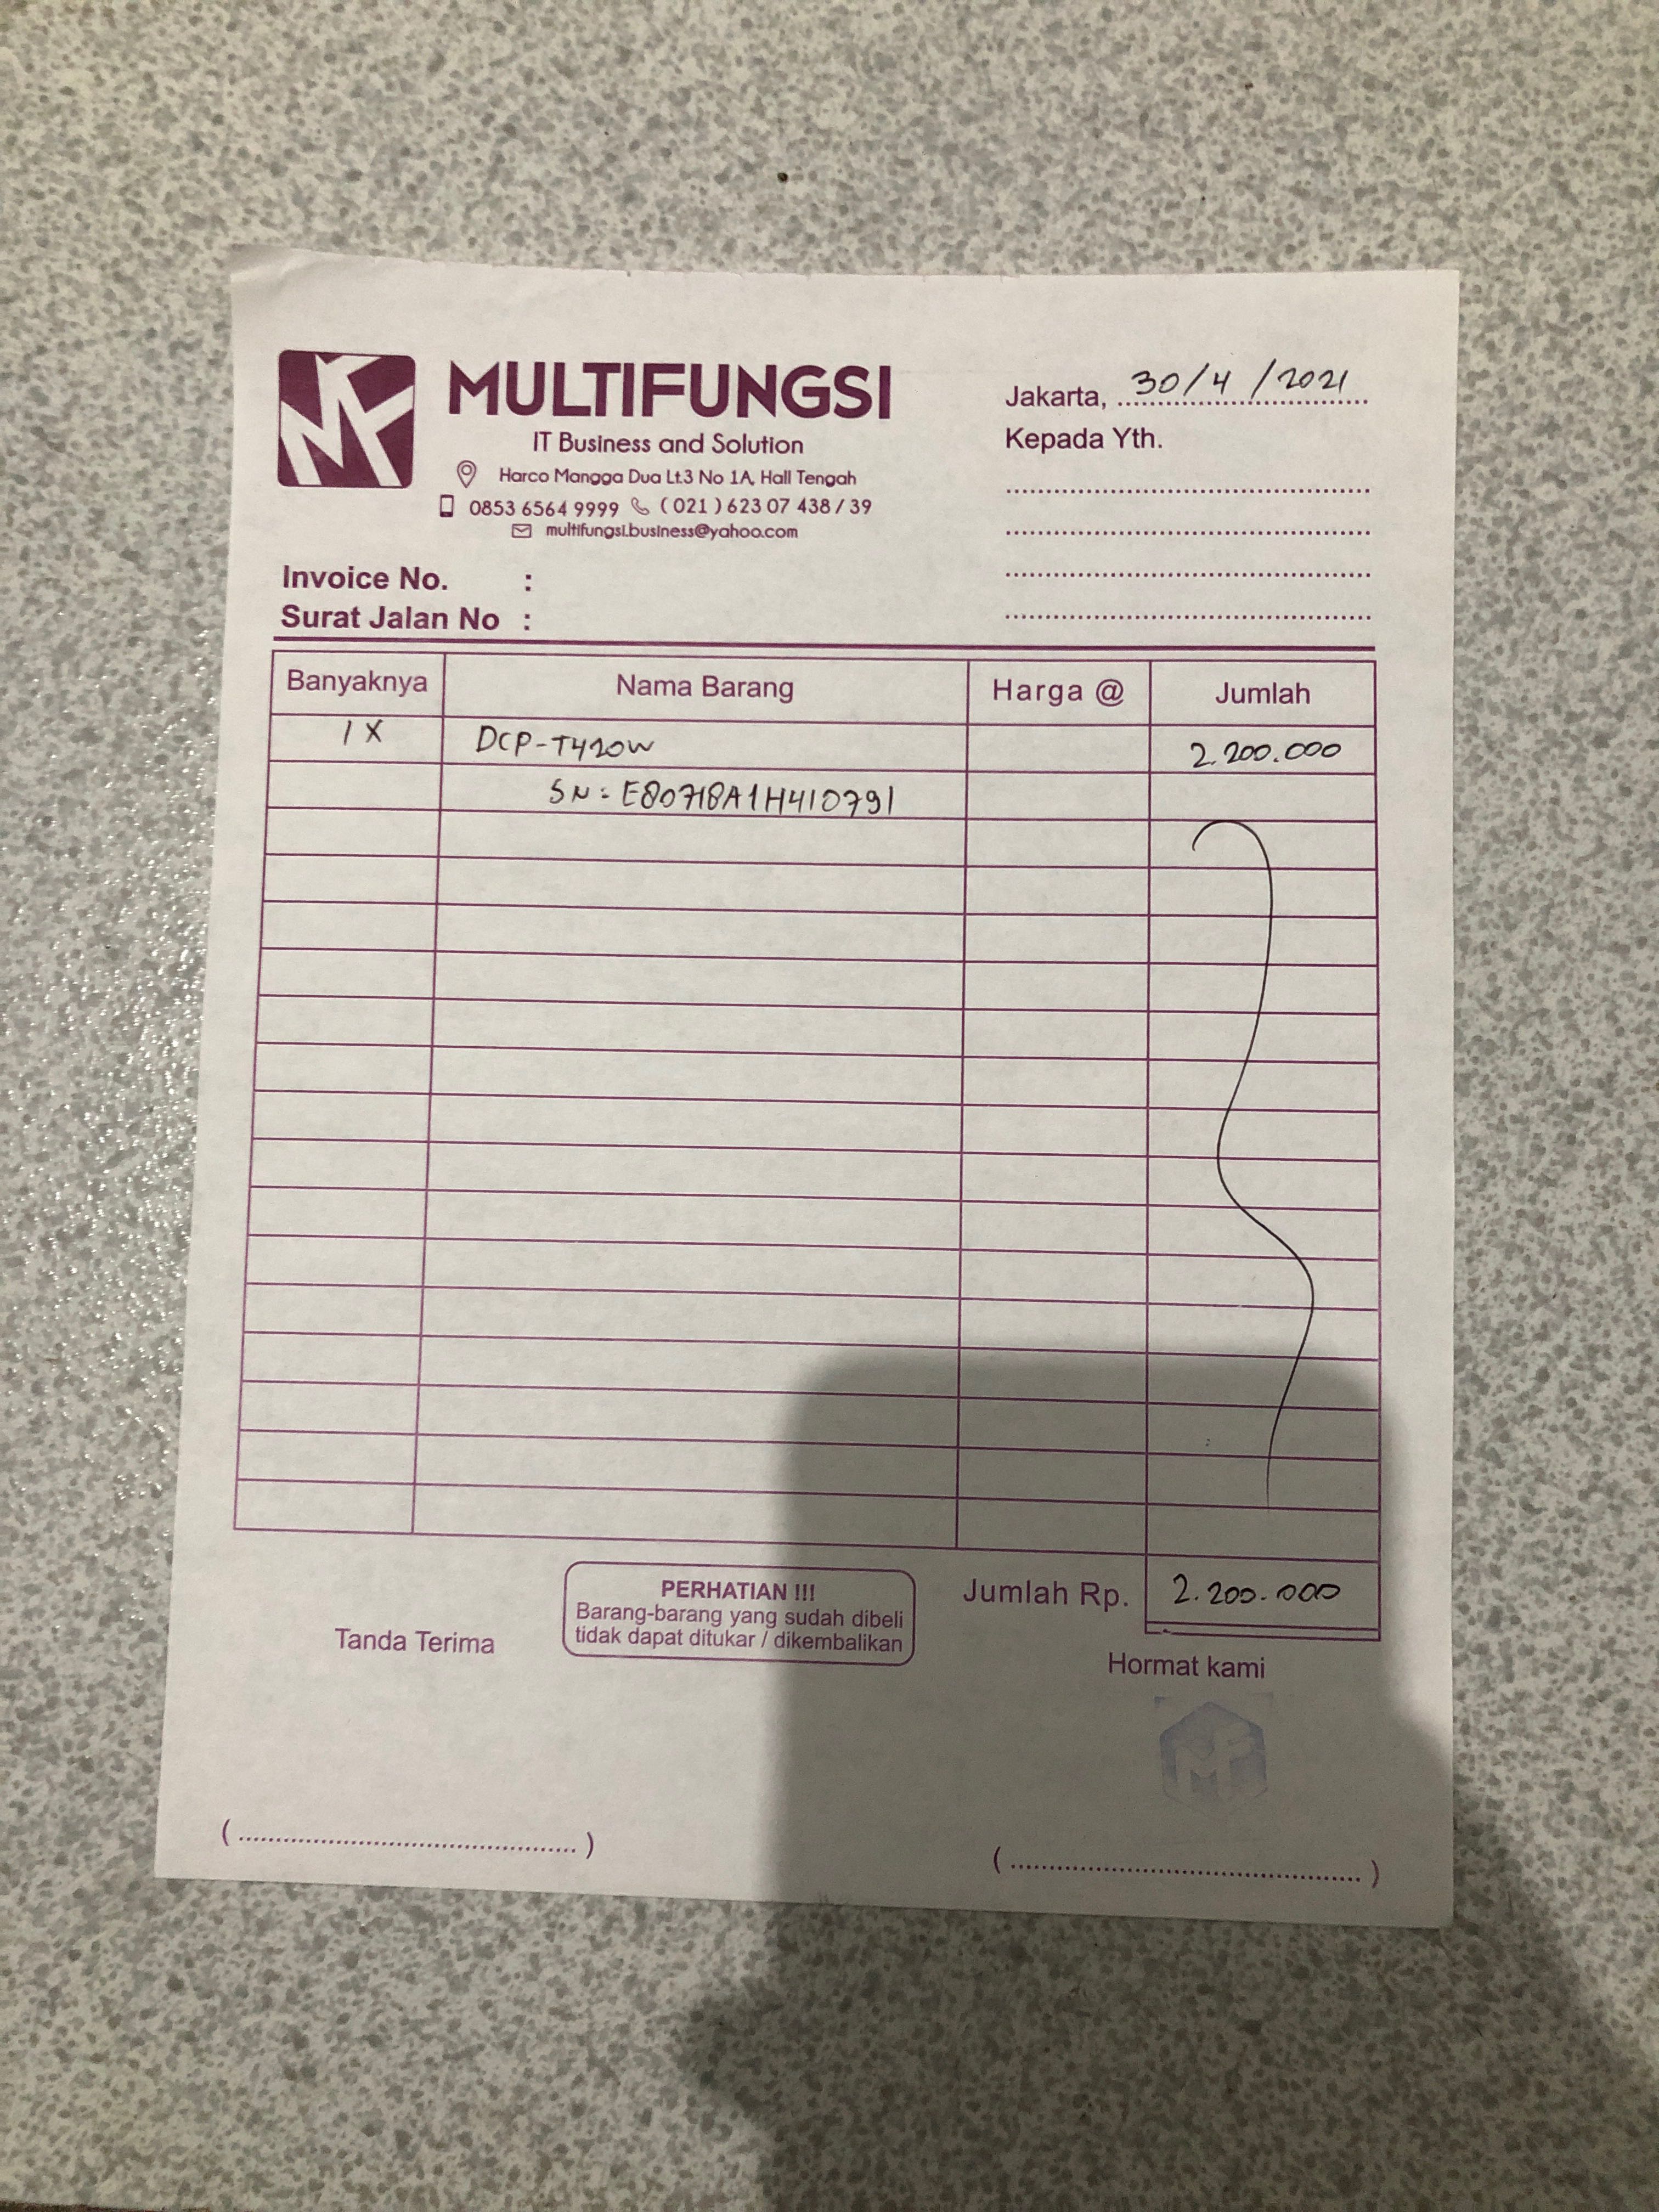 MF
MULTIFUNGSI
IT Business and Solution
Harco Mangga Dua Lt.3 No 1A, Hall Tengah
0853 6564 9999 ( 021 ) 623 07 438 / 39
multifungsi.business@yahoo.com
Jakarta, 30/4/2021
Kepada Yth.
Invoice No. :
Surat Jalan No :
Banyaknya Nama Barang Harga @ Jumlah
1 X DCP-T420W 2.200.000
SN: E80718A1H410791
Jumlah Rp. 2.200.000
PERHATIAN !!!
Barang-barang yang sudah dibeli
tidak dapat ditukar / dikembalikan
Tanda Terima
Hormat kami
MF